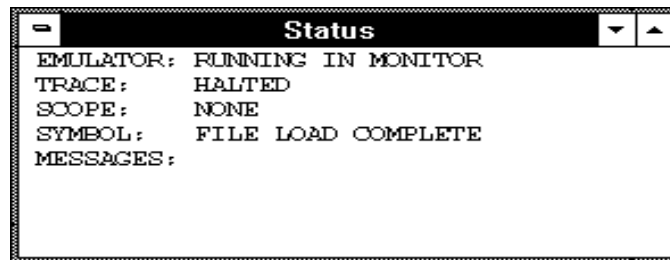 Status
EMULATOR: RUNNING IN MONITOR
TRACE: HALTED
SCOPE: NONE
SYMBOL: FILE LOAD COMPLETE
MESSAGES: